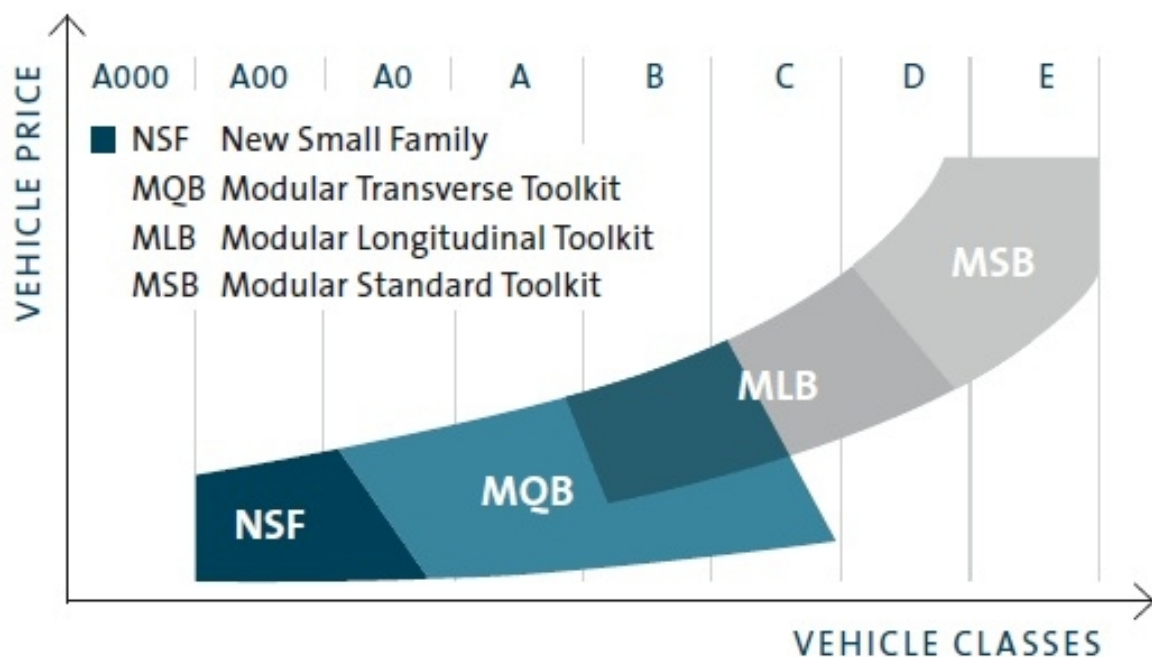 VEHICLE PRICE
A000 A00 A0 A B C D E
NSF New Small Family
MQB Modular Transverse Toolkit
MLB Modular Longitudinal Toolkit
MSB Modular Standard Toolkit
MSB
MLB
MQB
NSF
VEHICLE CLASSES